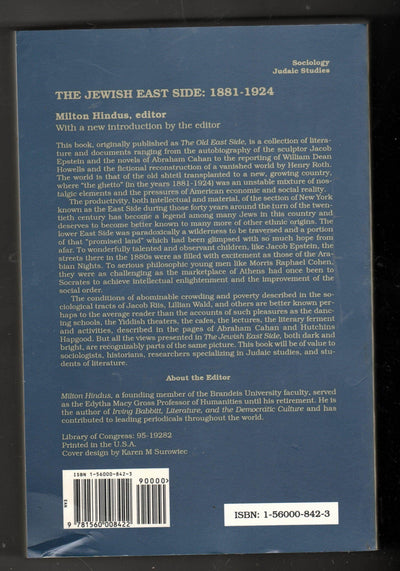 Sociology
Judaic Studies
THE JEWISH EAST SIDE: 1881-1924
Milton Hindus, editor
With a new introduction by the editor
This book, originally published as The Old East Side, is a collection of litera-
ture and documents ranging from the autobiography of the sculptor Jacob
Epstein and the novels of Abraham Cahan to the reporting of William Dean
Howells and the fictional reconstruction of a vanished world by Henry Roth.
The world is that of the old shtetl transplanted to a new, growing country,
where "the ghetto" (in the years 1881-1924) was an unstable mixture of nos-
talgic elements and the pressures of American economic and social reality.
The productivity, both intellectual and material, of the section of New York
known as the East Side during those forty years around the turn of the twen-
tieth century has become a legend among many Jews in this country and
deserves to become better known to many more of other ethnic origins. The
lower East Side was paradoxically a wilderness to be traversed and a portion
of that "promised land" which had been glimpsed with so much hope from
afar. To wonderfully talented and observant children, like Jacob Epstein, the
streets there in the 1880s were as filled with excitement as those of the Ara-
bian Nights. To serious philosophic young men like Morris Raphael Cohen,
they were as challenging as the marketplace of Athens had once been to
Socrates to achieve intellectual enlightenment and the improvement of the
social order.
The conditions of abominable crowding and poverty described in the so-
ciological tracts of Jacob Riis, Lillian Wald, and others are better known per-
haps to the average reader than the accounts of such pleasures as the danc-
ing schools, the Yiddish theatry, the cafes, the lectures, the literary ferment
and activities, described in the pages of Abraham Cahan and Hutchins
Hapgood. But all the views presented in The Jewish East Side, both dark and
bright, are recognizably parts of the same picture. This book will be of value to
sociologists, historians, researchers specializing in Judaic studies, and stu-
dents of literature.
About the Editor
Milton Hindus, a founding member of the Brandeis University faculty, served
as the Edytha Mary Gross Professor of Humanities until his retirement. He is
the author of Irving Babbitt, Literature, and the Democratic Culture and has
contributed to leading periodicals throughout the world.
Library of Congress: 95-19282
Printed in the U.S.A.
Cover design by Karen M Surowiec
ISBN 1-56000-842-3
90000>
9 781560 008422
ISBN: 1-56000-842-3